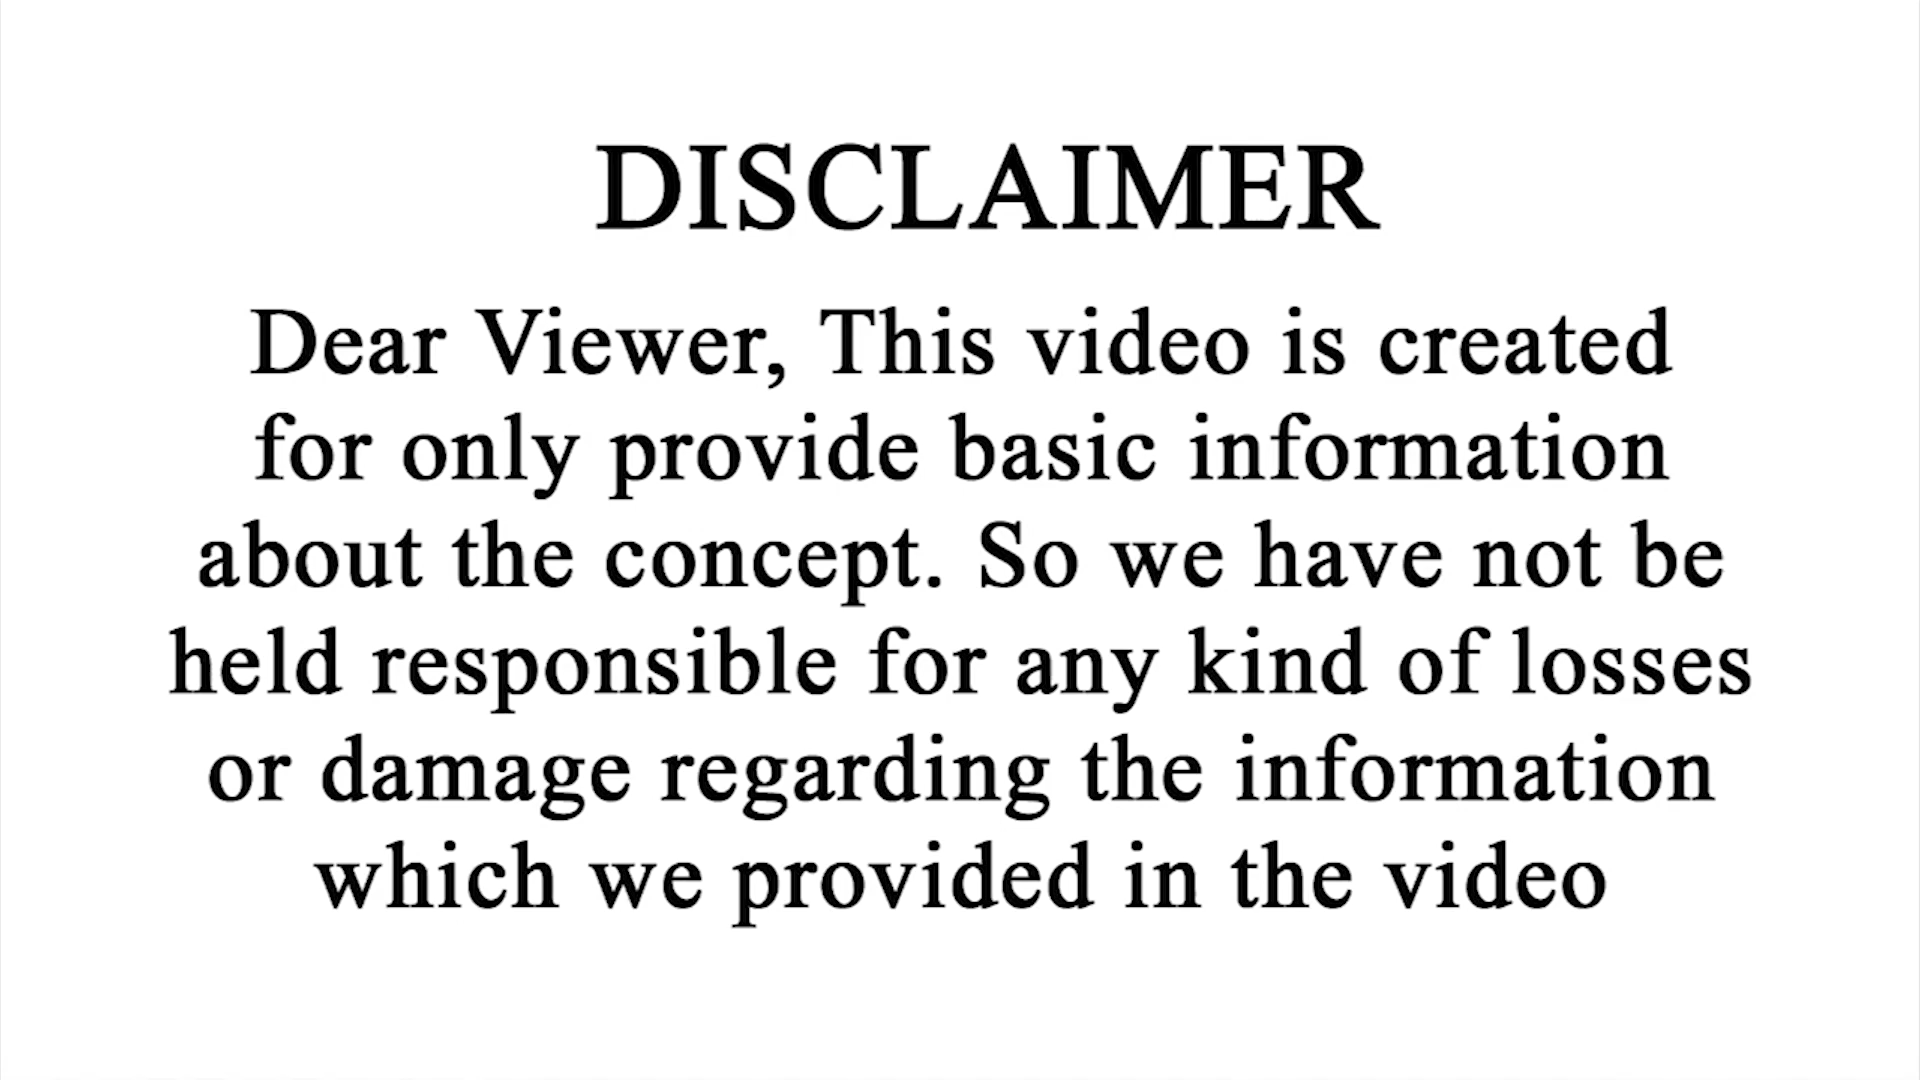 DISCLAIMER
Dear Viewer, This video is created
for only provide basic information
about the concept. So we have not be
held responsible for any kind of losses
or damage regarding the information
which we provided in the video